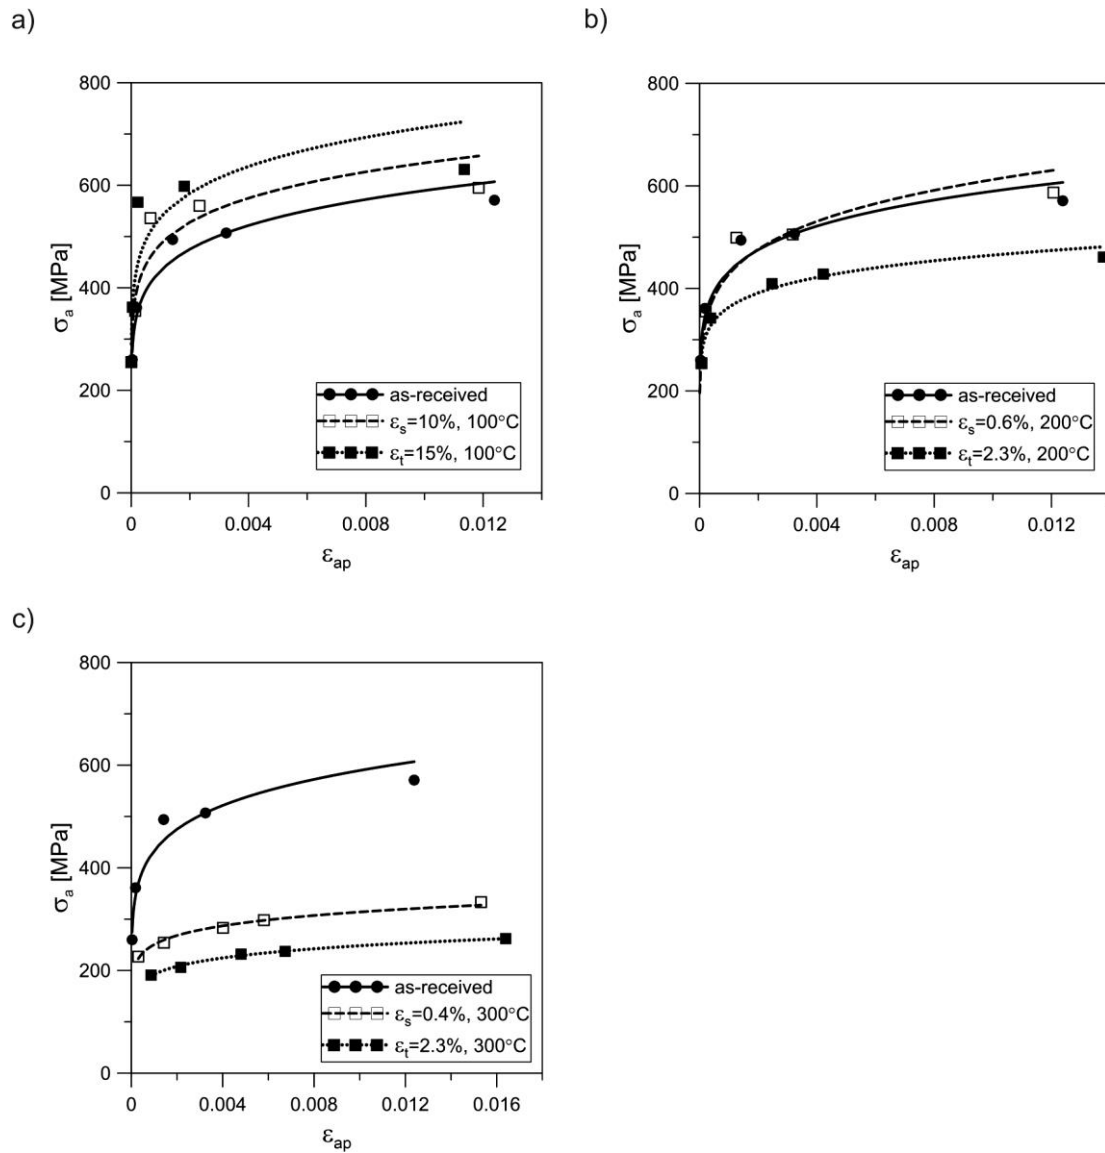 a)
800
600
400
200
0
σa [MPa]
0 0.004 0.008 0.012
εap
as-received
εs=10%, 100°C
εt=15%, 100°C
b)
800
600
400
200
0
σa [MPa]
0 0.004 0.008 0.012
εap
as-received
εs=0.6%, 200°C
εt=2.3%, 200°C
c)
800
600
400
200
0
σa [MPa]
0 0.004 0.008 0.012 0.016
εap
as-received
εs=0.4%, 300°C
εt=2.3%, 300°C